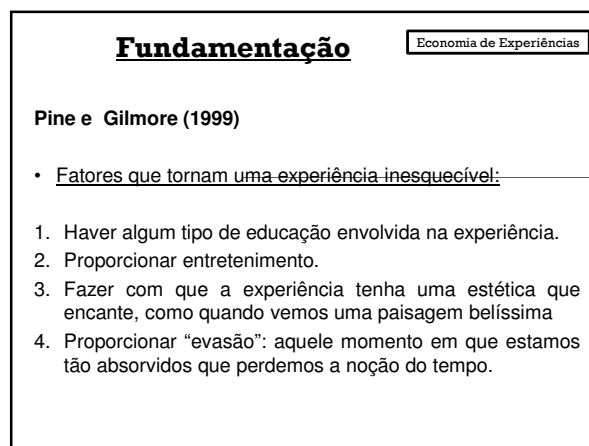 Fundamentação
Economia de Experiências
Pine e Gilmore (1999)
• Fatores que tornam uma experiência inesquecível:
1. Haver algum tipo de educação envolvida na experiência.
2. Proporcionar entretenimento.
3. Fazer com que a experiência tenha uma estética que
encante, como quando vemos uma paisagem belíssima
4. Proporcionar “evasão”: aquele momento em que estamos
tão absorvidos que perdemos a noção do tempo.